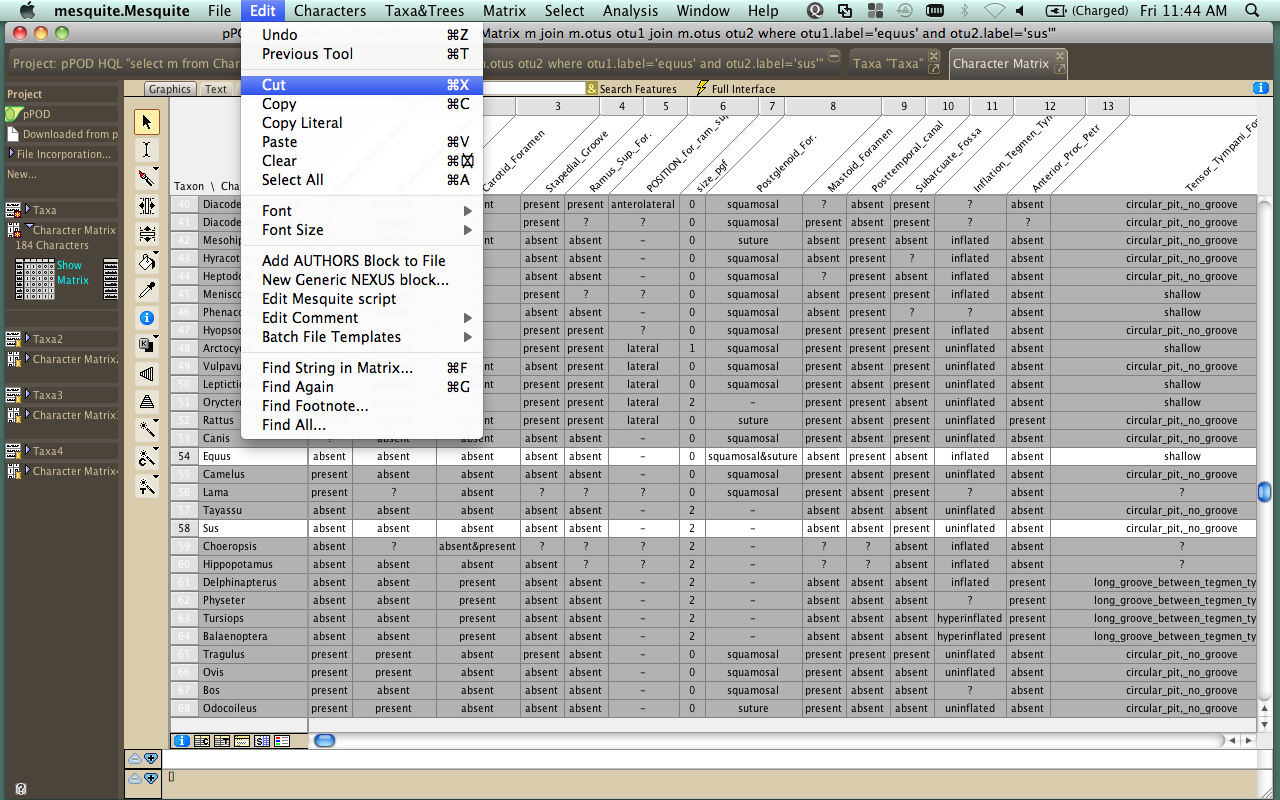 mesquite.Mesquite File Edit Characters Taxa&Trees Matrix Select Analysis Window Help (Charged) Fri 11:44 AM
pPOD Matrix m join m.otus otu1 join m.otus otu2 where otu1.label='equus' and otu2.label='sus'"
Project: pPOD HQL "select m from Char m.otus otu2 where otu1.label='equus' and otu2.label='sus'" Taxa "Taxa" Character Matrix
Project
pPOD
Downloaded from p
File Incorporation...
New...
Taxa
Character Matrix
184 Characters
Show
Matrix
Taxa2
Character Matrix2
Taxa3
Character Matrix3
Taxa4
Character Matrix4
Graphics Text
& Search Features Full Interface
Undo ⌘Z
Previous Tool ⌘T
Cut ⌘X
Copy ⌘C
Copy Literal
Paste ⌘V
Clear ⌘⌧
Select All ⌘A
Font
Font Size
Add AUTHORS Block to File
New Generic NEXUS block...
Edit Mesquite script
Edit Comment
Batch File Templates
Find String in Matrix... ⌘F
Find Again ⌘G
Find Footnote...
Find All...
3 4 5 6 7 8 9 10 11 12 13
Carotid_Foramen Stapedial_Groove Ramus_Sup._For. POSITION_for_ram_sup size_pgf Postglenoid_For. Mastoid_Foramen Posttemporal_canal Subarcuate_Fossa Inflation_Tegmen_Tym Anterior_Proc_Petr Tensor_Tympani_Fo
Taxon \ Cha
40 Diacode nt present present anterolateral 0 squamosal ? absent present ? absent circular_pit,_no_groove
41 Diacode present ? ? 0 squamosal present absent present ? ? circular_pit,_no_groove
42 Mesohip absent absent – 0 suture absent present absent inflated absent circular_pit,_no_groove
43 Hyracot absent absent – 0 squamosal absent present ? inflated absent circular_pit,_no_groove
44 Heptodo absent absent – 0 squamosal ? present absent inflated absent circular_pit,_no_groove
45 Menisco present ? ? 0 squamosal absent present present inflated absent shallow
46 Phenac absent absent – 0 squamosal absent present ? ? absent shallow
47 Hyopsoc present present ? 0 squamosal present present present inflated absent circular_pit,_no_groove
48 Arctocy present present lateral 1 squamosal present present present uninflated absent shallow
49 Vulpavu absent present lateral 0 squamosal present present present uninflated absent circular_pit,_no_groove
50 Leptictic present present lateral 0 squamosal present present present uninflated absent shallow
51 Orycter absent present lateral 2 – absent present present uninflated absent shallow
52 Rattus present present lateral 0 suture present absent present uninflated absent circular_pit,_no_groove
53 Canis ? absent absent absent absent – 0 squamosal present absent present uninflated absent circular_pit,_no_groove
54 Equus absent absent absent absent absent – 0 squamosal&suture absent present absent inflated absent shallow
55 Camelus present absent absent absent absent – 0 squamosal present present absent uninflated absent circular_pit,_no_groove
56 Lama present ? absent ? ? ? 0 squamosal present present absent ? absent ?
57 Tayassu absent absent absent absent absent – 2 – absent absent absent uninflated absent circular_pit,_no_groove
58 Sus absent absent absent absent absent – 2 – absent absent present uninflated absent circular_pit,_no_groove
59 Choeropsis absent ? absent&present ? ? ? 2 – ? ? absent inflated absent ?
60 Hippopotamus absent absent absent absent ? ? 2 – ? ? absent inflated absent ?
61 Delphinapterus absent absent present absent absent – 2 – absent absent absent inflated present long_groove_between_tegmen_ty
62 Physeter absent absent present absent absent – 2 – absent absent absent ? present long_groove_between_tegmen_ty
63 Tursiops absent absent present absent absent – 2 – absent absent absent hyperinflated present long_groove_between_tegmen_ty
64 Balaenoptera absent absent present absent absent – 2 – absent absent absent hyperinflated present long_groove_between_tegmen_ty
65 Tragulus present present absent absent absent – 0 squamosal present present present uninflated absent circular_pit,_no_groove
66 Ovis present present absent absent absent – 0 squamosal present absent absent uninflated absent circular_pit,_no_groove
67 Bos present absent absent absent absent – 0 squamosal present absent absent ? absent circular_pit,_no_groove
68 Odocoileus present present absent absent absent – 0 suture present absent absent uninflated absent circular_pit,_no_groove
[]